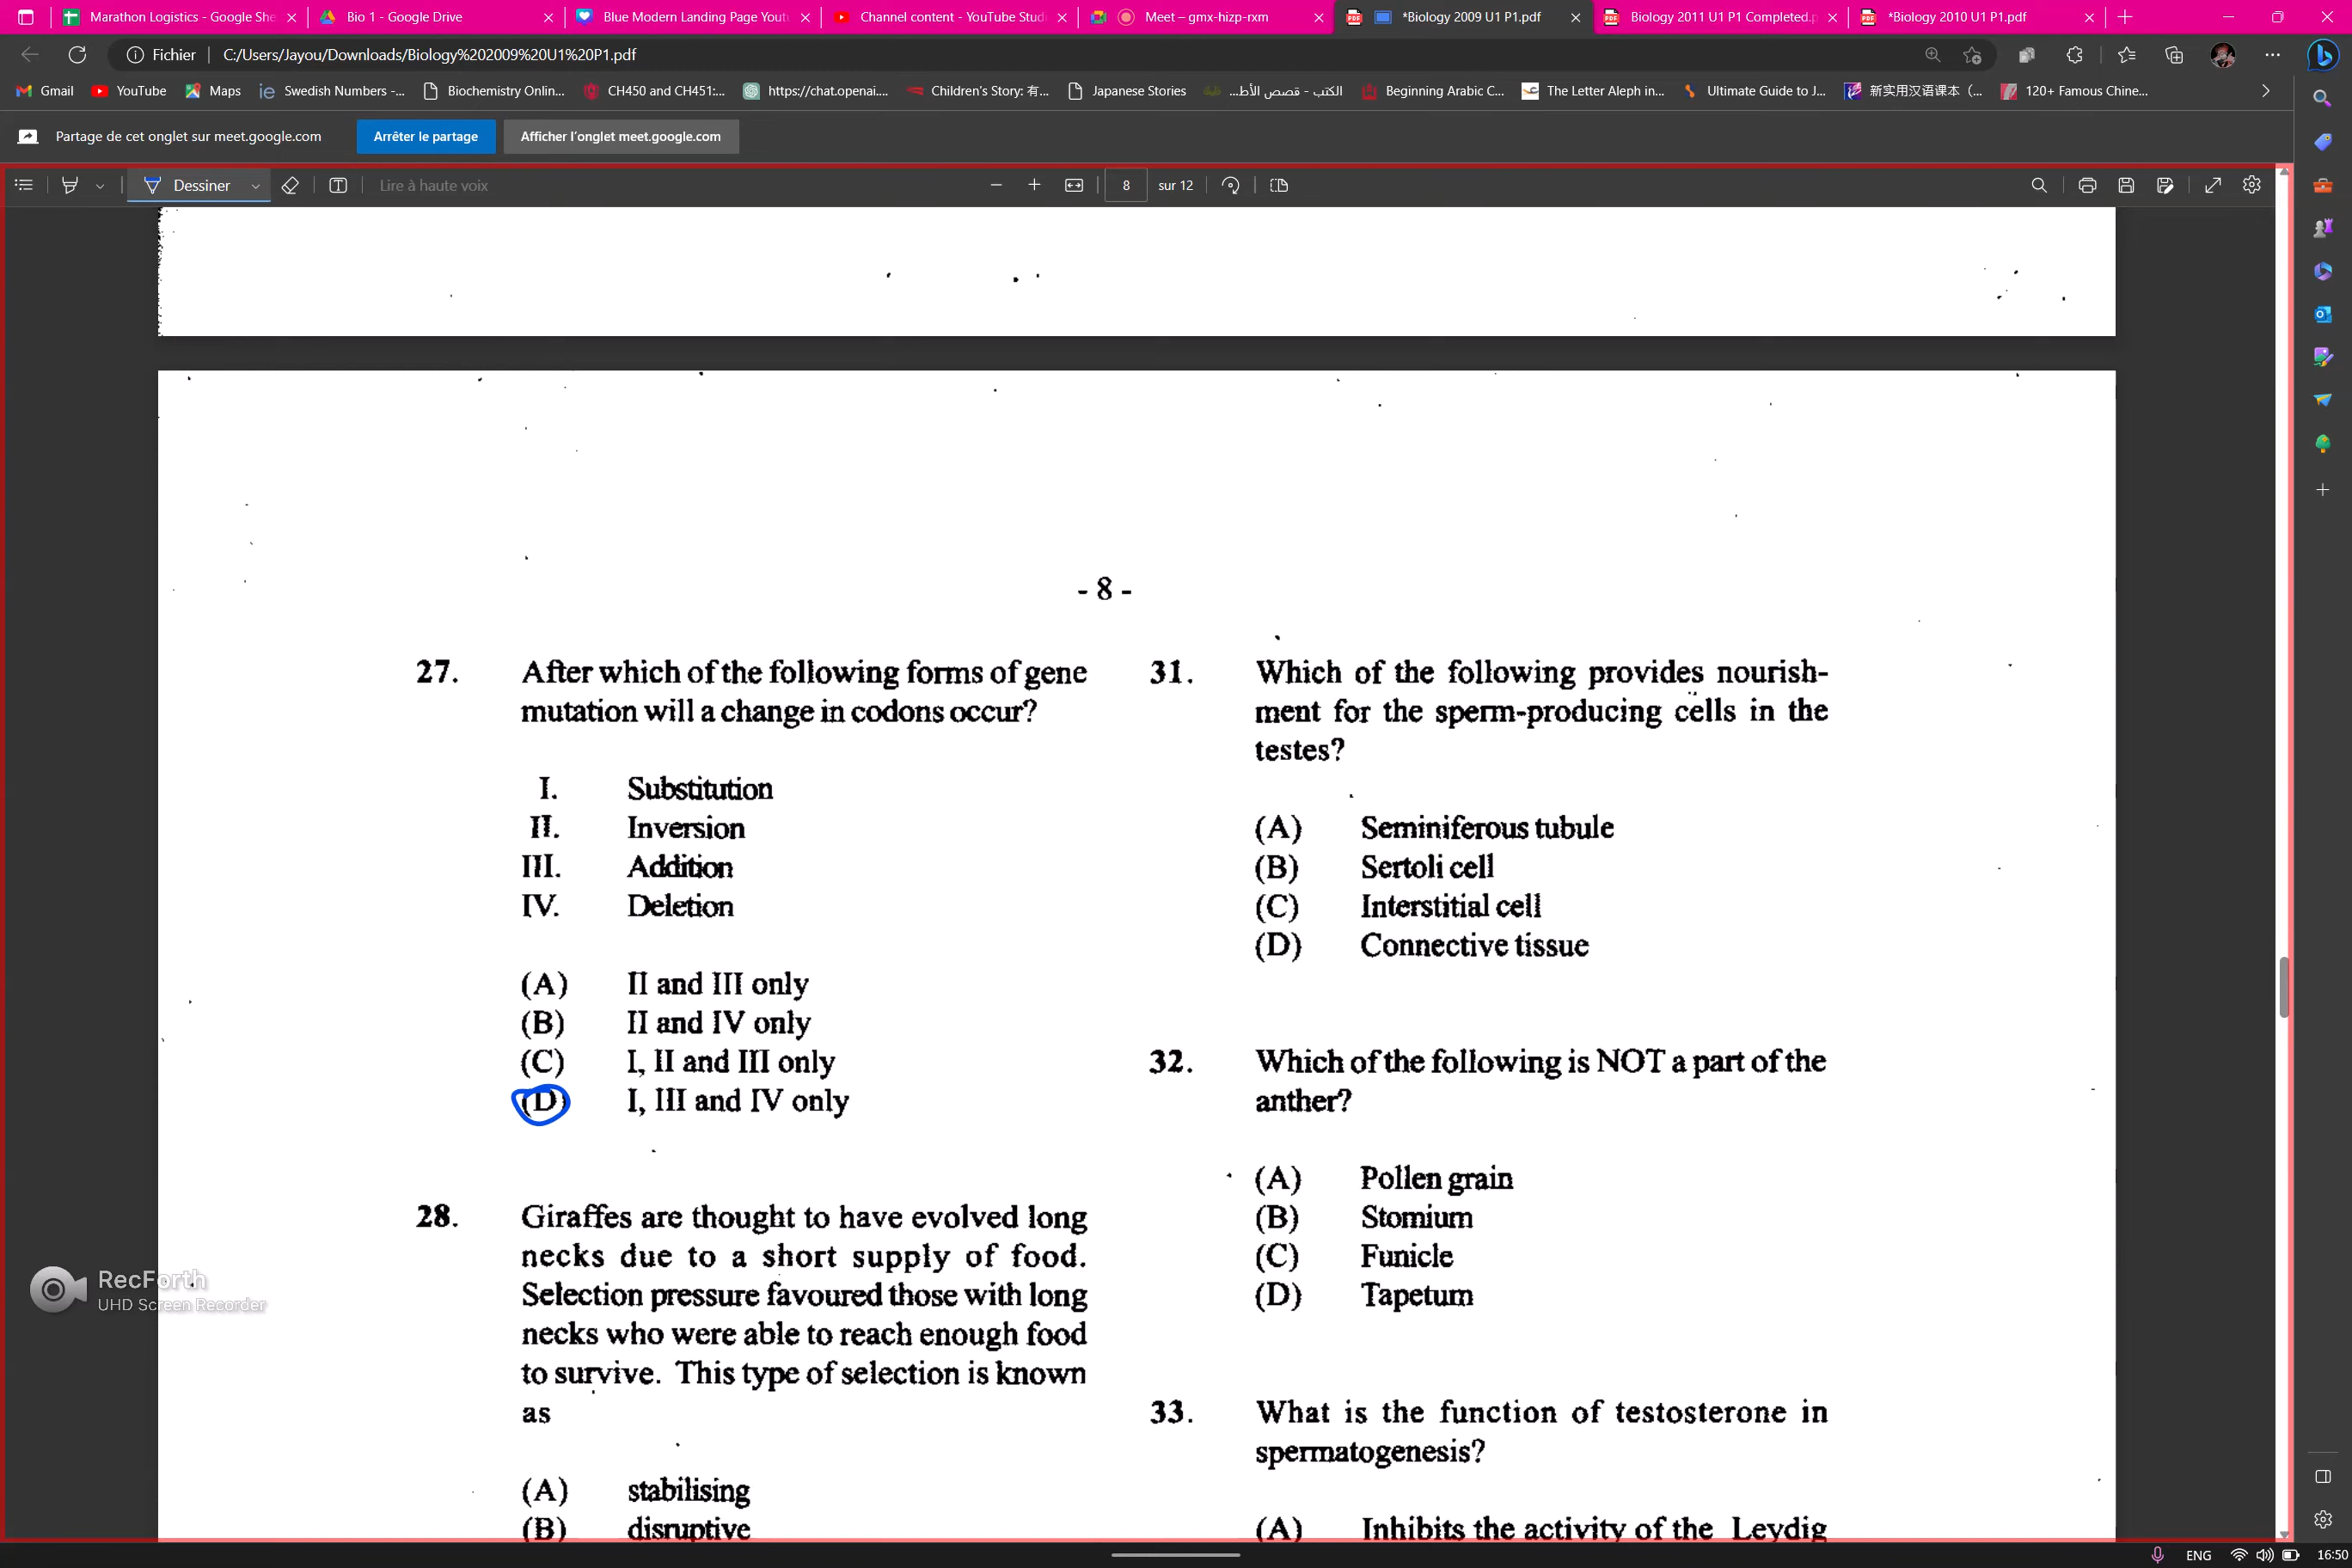 Marathon Logistics - Google She
Bio 1 - Google Drive
Blue Modern Landing Page Yout
Channel content - YouTube Stud
Meet – gmx-hizp-rxm
*Biology 2009 U1 P1.pdf
Biology 2011 U1 P1 Completed.p
*Biology 2010 U1 P1.pdf
Fichier
C:/Users/Jayou/Downloads/Biology%202009%20U1%20P1.pdf
Gmail
YouTube
Maps
Swedish Numbers -...
Biochemistry Onlin...
CH450 and CH451:...
https://chat.openai....
Children's Story: 有...
Japanese Stories
الكتب - قصص الأط...
Beginning Arabic C...
The Letter Aleph in...
Ultimate Guide to J...
新实用汉语课本（...
120+ Famous Chine...
Partage de cet onglet sur meet.google.com
Arrêter le partage
Afficher l'onglet meet.google.com
Dessiner
Lire à haute voix
8 sur 12
- 8 -
27. After which of the following forms of gene
mutation will a change in codons occur?
I. Substitution
II. Inversion
III. Addition
IV. Deletion
(A) II and III only
(B) II and IV only
(C) I, II and III only
(D) I, III and IV only
28. Giraffes are thought to have evolved long
necks due to a short supply of food.
Selection pressure favoured those with long
necks who were able to reach enough food
to survive. This type of selection is known
as
(A) stabilising
(B) disruptive
31. Which of the following provides nourish-
ment for the sperm-producing cells in the
testes?
(A) Seminiferous tubule
(B) Sertoli cell
(C) Interstitial cell
(D) Connective tissue
32. Which of the following is NOT a part of the
anther?
(A) Pollen grain
(B) Stomium
(C) Funicle
(D) Tapetum
33. What is the function of testosterone in
spermatogenesis?
(A) Inhibits the activity of the Leydig
RecForth
UHD Screen Recorder
ENG
16:50